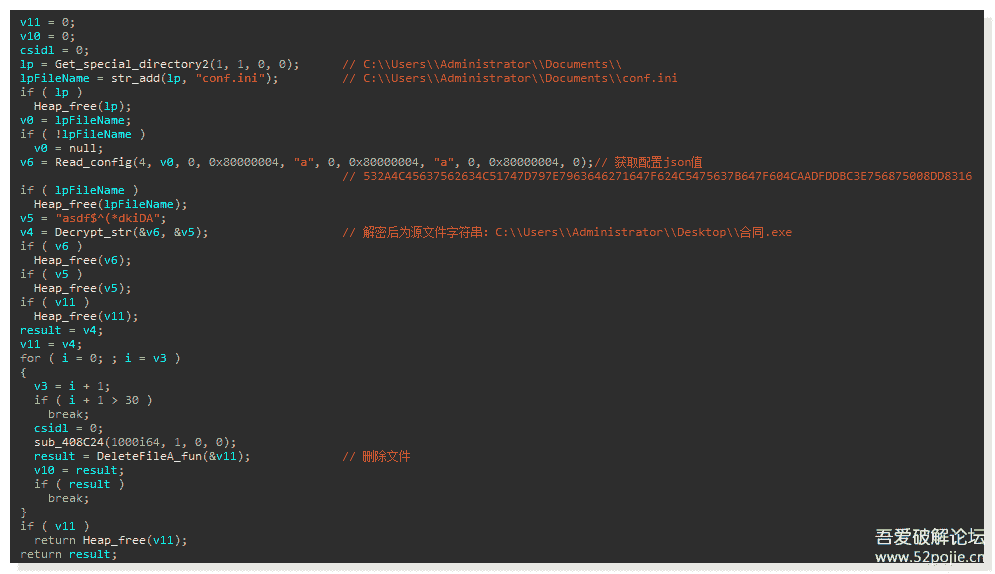 v11 = 0;
v10 = 0;
csidl = 0;
lp = Get_special_directory2(1, 1, 0, 0); // C:\\Users\\Administrator\\Documents\\
lpFileName = str_add(lp, "conf.ini"); // C:\\Users\\Administrator\\Documents\\conf.ini
if ( lp )
Heap_free(lp);
v0 = lpFileName;
if ( !lpFileName )
v0 = null;
v6 = Read_config(4, v0, 0, 0x80000004, "a", 0, 0x80000004, "a", 0, 0x80000004, 0);// 获取配置json值
// 532A4C45637562634C51747D797E7963646271647F624C5475637B647F604CAADFDDBC3E756875008DD8316
if ( lpFileName )
Heap_free(lpFileName);
v5 = "asdf$^(*dkiDA";
v4 = Decrypt_str(&v6, &v5); // 解密后为源文件字符串: C:\\Users\\Administrator\\Desktop\\合同.exe
if ( v6 )
Heap_free(v6);
if ( v5 )
Heap_free(v5);
if ( v11 )
Heap_free(v11);
result = v4;
v11 = v4;
for ( i = 0; ; i = v3 )
{
v3 = i + 1;
if ( i + 1 > 30 )
break;
csidl = 0;
sub_408C24(1000i64, 1, 0, 0);
result = DeleteFileA_fun(&v11); // 删除文件
v10 = result;
if ( result )
break;
}
if ( v11 )
return Heap_free(v11);
return result;
吾爱破解论坛
www.52pojie.cn